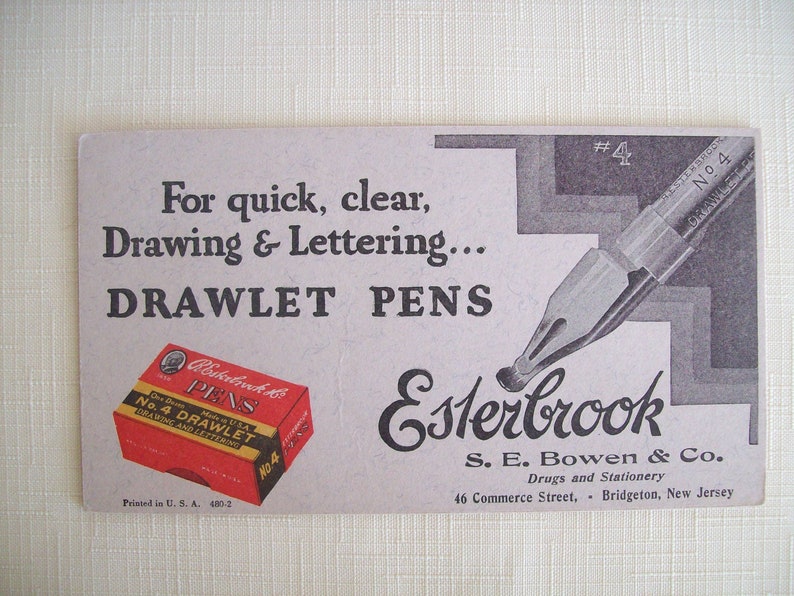 For quick, clear,
Drawing & Lettering...
DRAWLET PENS
#4
R.ESTERBROOK
No 4
DRAWLET
R. Esterbrook & Co.
PENS
One Dozen Made in U.S.A.
No. 4 DRAWLET
DRAWING AND LETTERING
No 4
ESTERBROOK
PENS
Esterbrook
S. E. Bowen & Co.
Drugs and Stationery
46 Commerce Street, - Bridgeton, New Jersey
Printed in U. S. A. 480-2